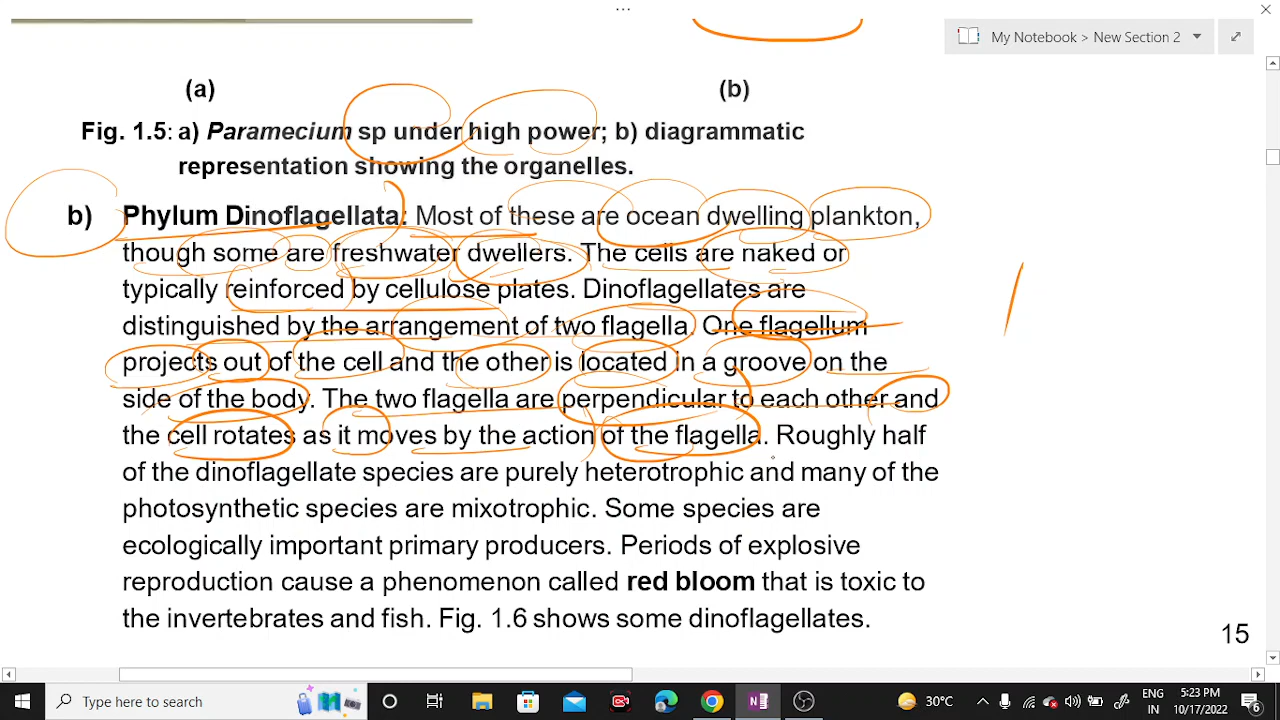 My Notebook > New Section 2
(a) (b)
Fig. 1.5: a) Paramecium sp under high power; b) diagrammatic
representation showing the organelles.
b) Phylum Dinoflagellata: Most of these are ocean dwelling plankton,
though some are freshwater dwellers. The cells are naked or
typically reinforced by cellulose plates. Dinoflagellates are
distinguished by the arrangement of two flagella. One flagellum
projects out of the cell and the other is located in a groove on the
side of the body. The two flagella are perpendicular to each other and
the cell rotates as it moves by the action of the flagella. Roughly half
of the dinoflagellate species are purely heterotrophic and many of the
photosynthetic species are mixotrophic. Some species are
ecologically important primary producers. Periods of explosive
reproduction cause a phenomenon called red bloom that is toxic to
the invertebrates and fish. Fig. 1.6 shows some dinoflagellates.
15
Type here to search
30°C
ENG
IN
5:23 PM
10/17/2022
6